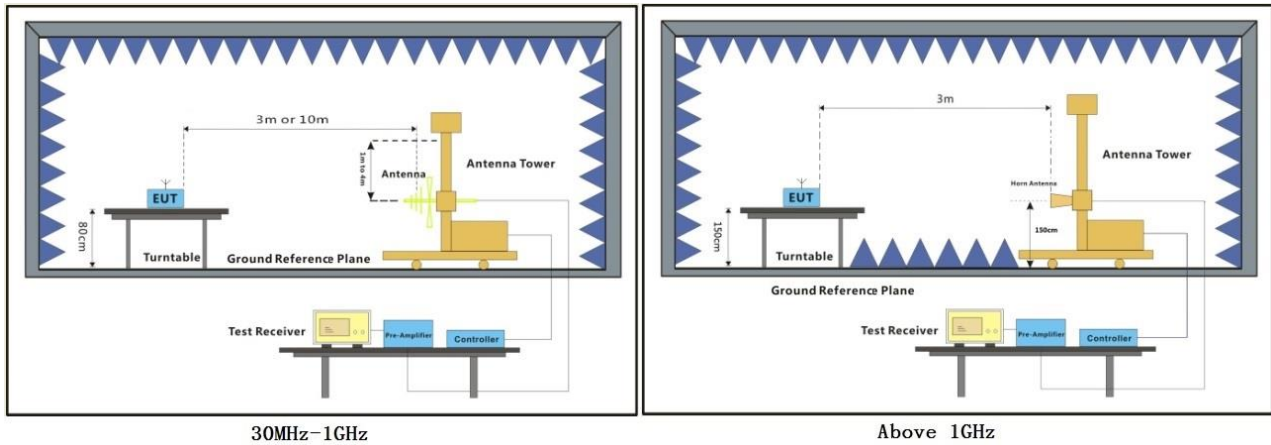 3m or 10m
1m to 4m
Antenna
Antenna Tower
EUT
80cm
Turntable
Ground Reference Plane
Test Receiver
Pre-Amplifier
Controller
30MHz-1GHz
3m
Antenna Tower
Horn Antenna
EUT
150cm
150cm
Turntable
Ground Reference Plane
Test Receiver
Pre-Amplifier
Controller
Above 1GHz